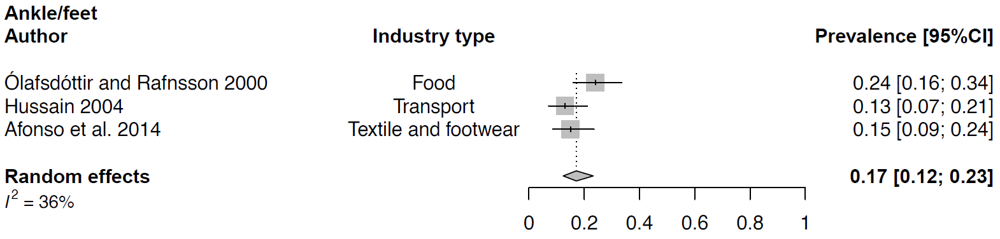 Ankle/feet
Author Industry type Prevalence [95%CI]
Ólafsdóttir and Rafnsson 2000 Food 0.24 [0.16; 0.34]
Hussain 2004 Transport 0.13 [0.07; 0.21]
Afonso et al. 2014 Textile and footwear 0.15 [0.09; 0.24]
Random effects 0.17 [0.12; 0.23]
I² = 36%
0 0.2 0.4 0.6 0.8 1